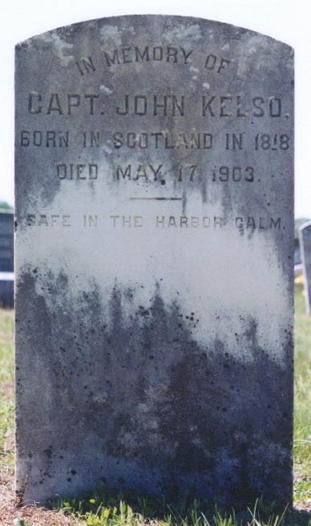 IN MEMORY OF
CAPT. JOHN KELSO.
BORN IN SCOTLAND IN 1818
DIED MAY 17 1903.
SAFE IN THE HARBOR CALM.